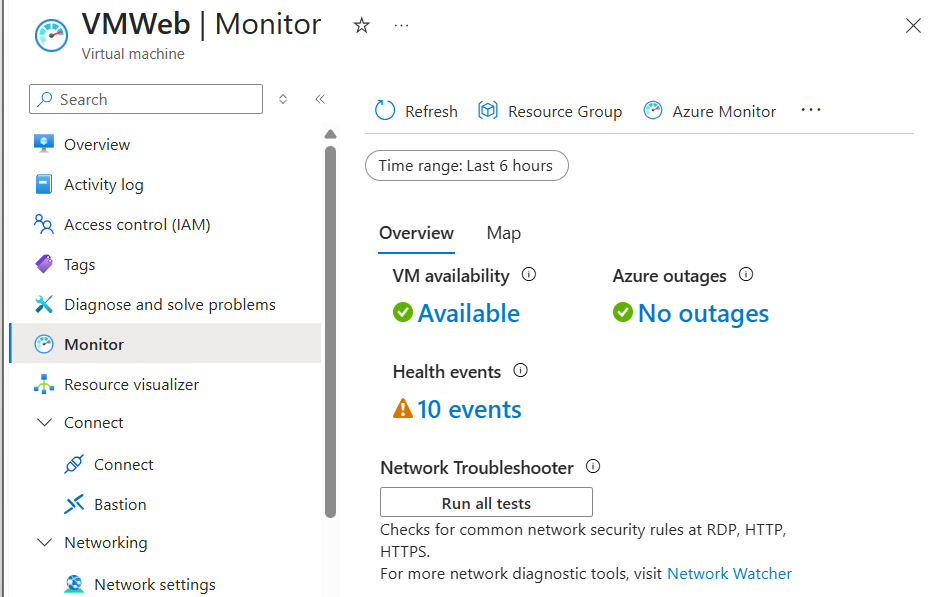 VMWeb | Monitor
Virtual machine
Search
Overview
Activity log
Access control (IAM)
Tags
Diagnose and solve problems
Monitor
Resource visualizer
Connect
Connect
Bastion
Networking
Network settings
Refresh
Resource Group
Azure Monitor
Time range: Last 6 hours
Overview
Map
VM availability
Available
Azure outages
No outages
Health events
10 events
Network Troubleshooter
Run all tests
Checks for common network security rules at RDP, HTTP,
HTTPS.
For more network diagnostic tools, visit Network Watcher